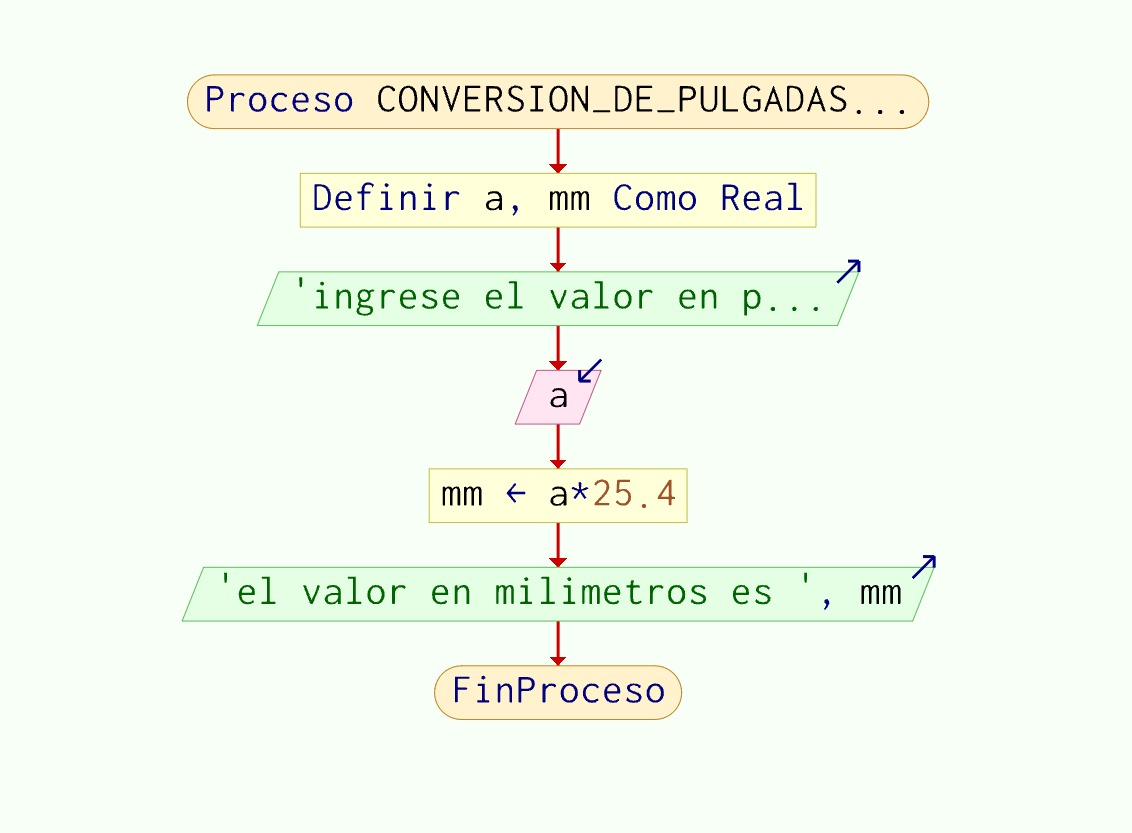 Proceso CONVERSION_DE_PULGADAS...
Definir a, mm Como Real
'ingrese el valor en p...
a
mm ← a*25.4
'el valor en milimetros es ', mm
FinProceso